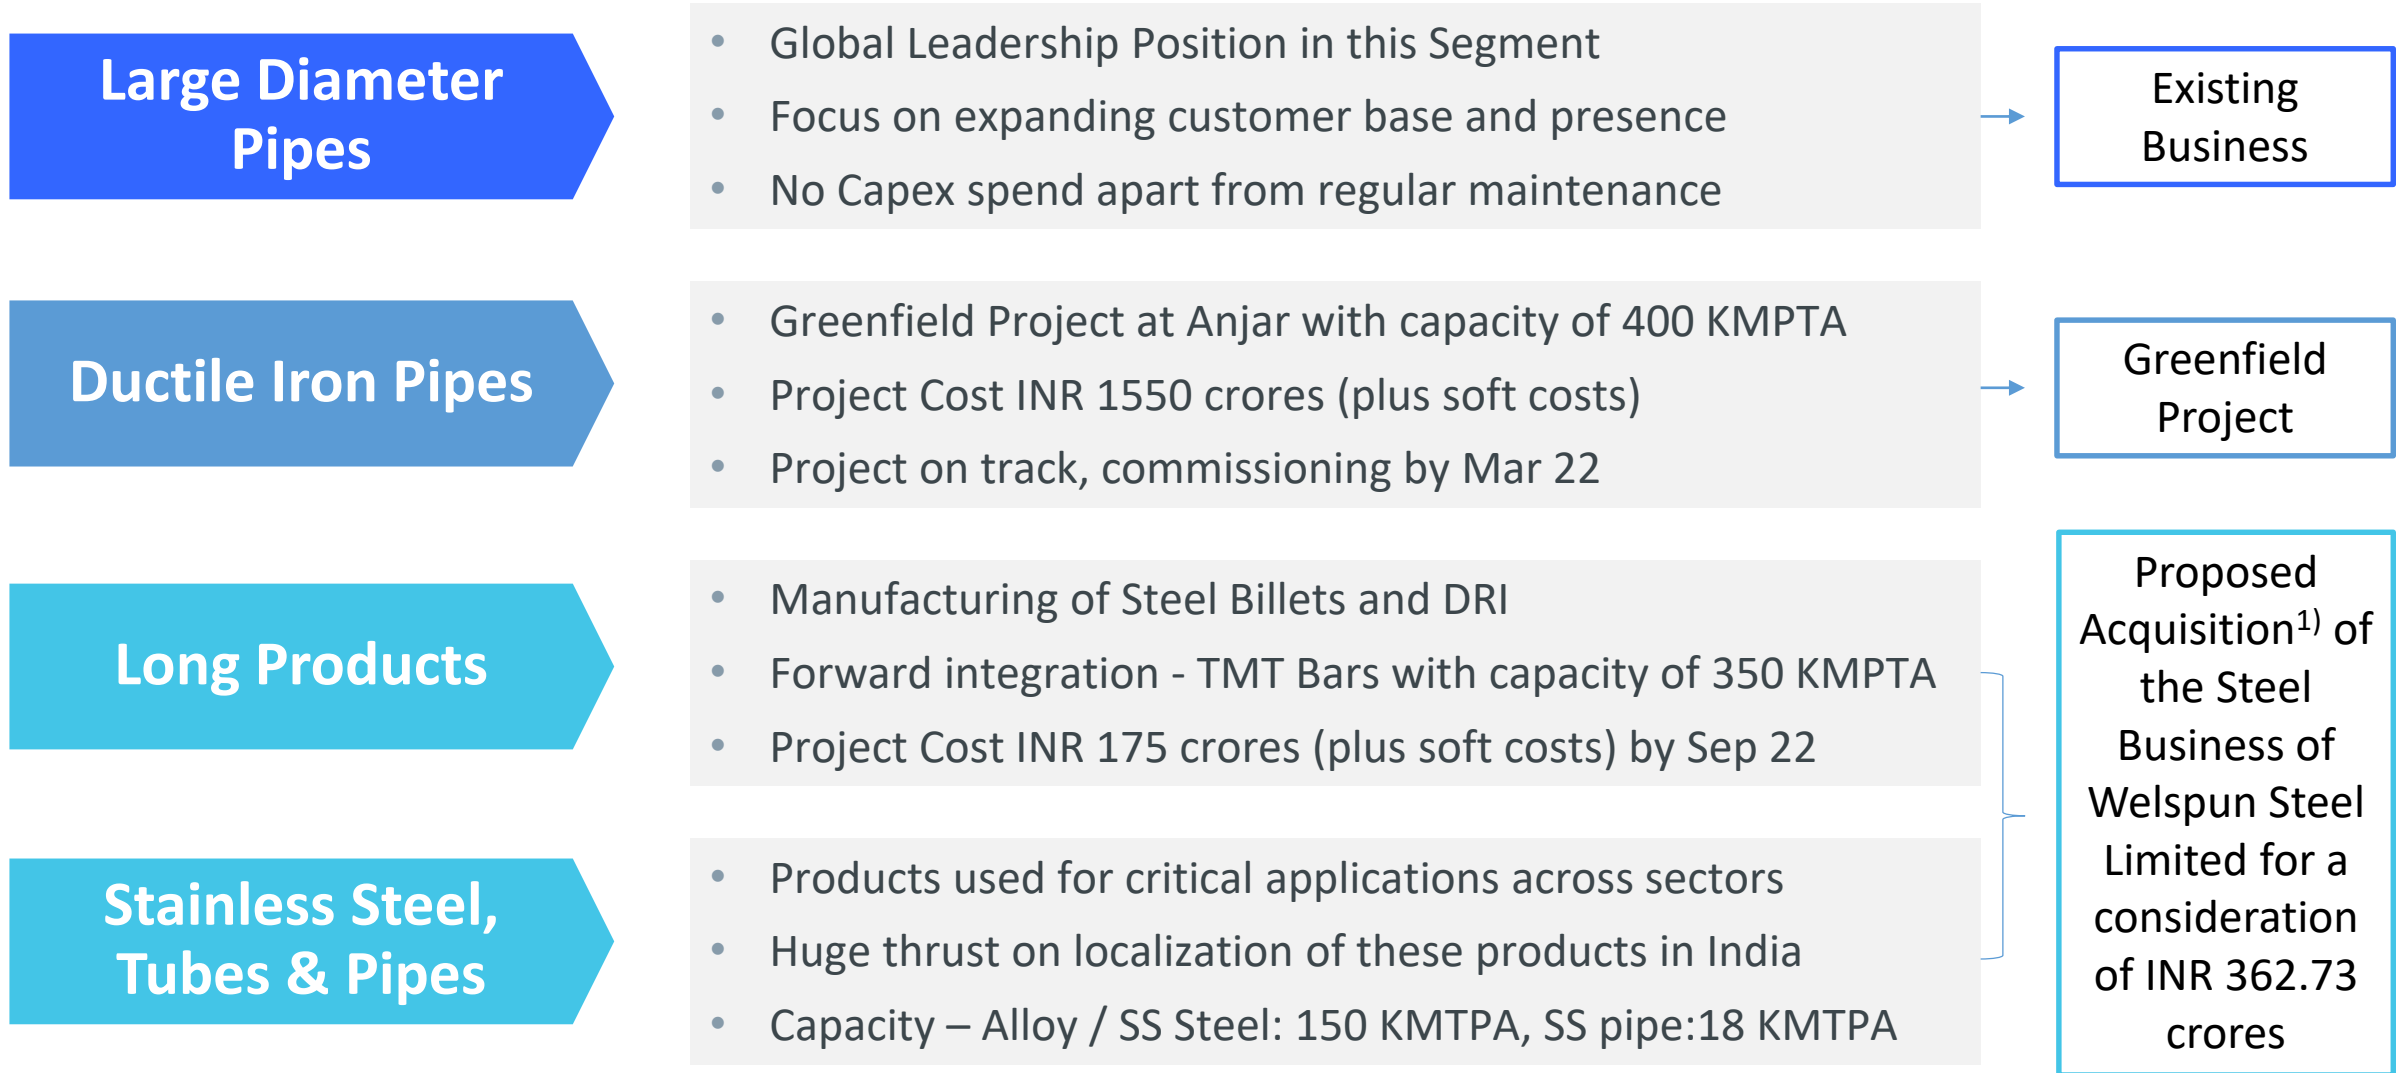 Large Diameter
Pipes
• Global Leadership Position in this Segment
• Focus on expanding customer base and presence
• No Capex spend apart from regular maintenance
Existing
Business
Ductile Iron Pipes
• Greenfield Project at Anjar with capacity of 400 KMPTA
• Project Cost INR 1550 crores (plus soft costs)
• Project on track, commissioning by Mar 22
Greenfield
Project
Long Products
• Manufacturing of Steel Billets and DRI
• Forward integration - TMT Bars with capacity of 350 KMPTA
• Project Cost INR 175 crores (plus soft costs) by Sep 22
Stainless Steel,
Tubes & Pipes
• Products used for critical applications across sectors
• Huge thrust on localization of these products in India
• Capacity – Alloy / SS Steel: 150 KMTPA, SS pipe:18 KMTPA
Proposed
Acquisition1) of
the Steel
Business of
Welspun Steel
Limited for a
consideration
of INR 362.73
crores